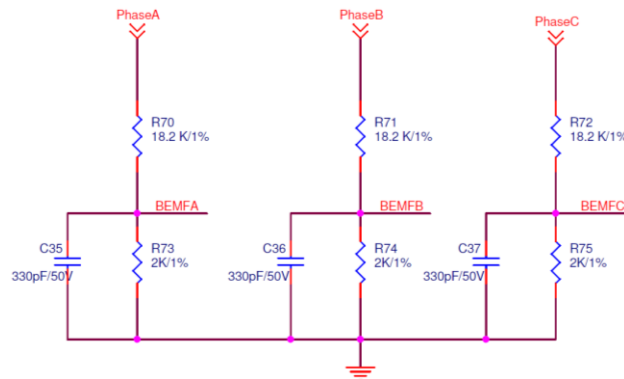 PhaseA
PhaseB
PhaseC
R70
18.2 K/1%
R71
18.2 K/1%
R72
18.2 K/1%
BEMFA
BEMFB
BEMFC
C35
330pF/50V
R73
2K/1%
C36
330pF/50V
R74
2K/1%
C37
330pF/50V
R75
2K/1%